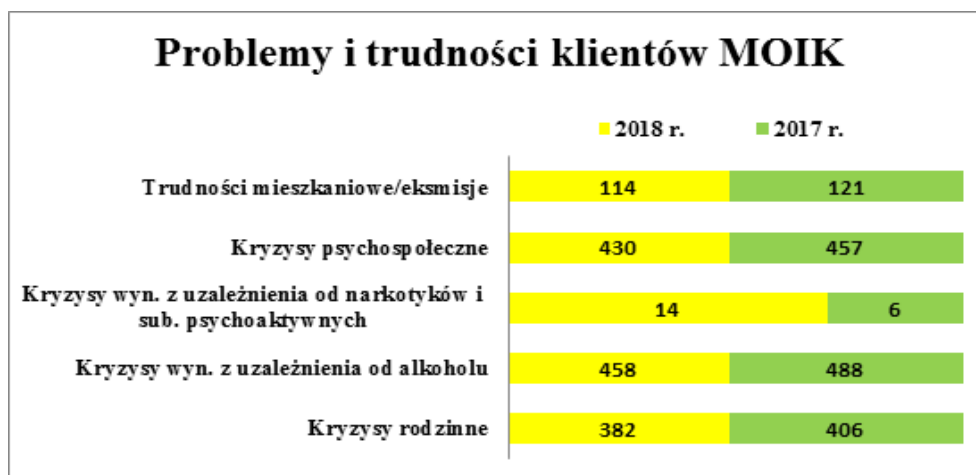 Problemy i trudności klientów MOIK
2018 r. 2017 r.
Trudności mieszkaniowe/eksmisje 114 121
Kryzysy psychospołeczne 430 457
Kryzysy wyn. z uzależnienia od narkotyków i
sub. psychoaktywnych 14 6
Kryzysy wyn. z uzależnienia od alkoholu 458 488
Kryzysy rodzinne 382 406